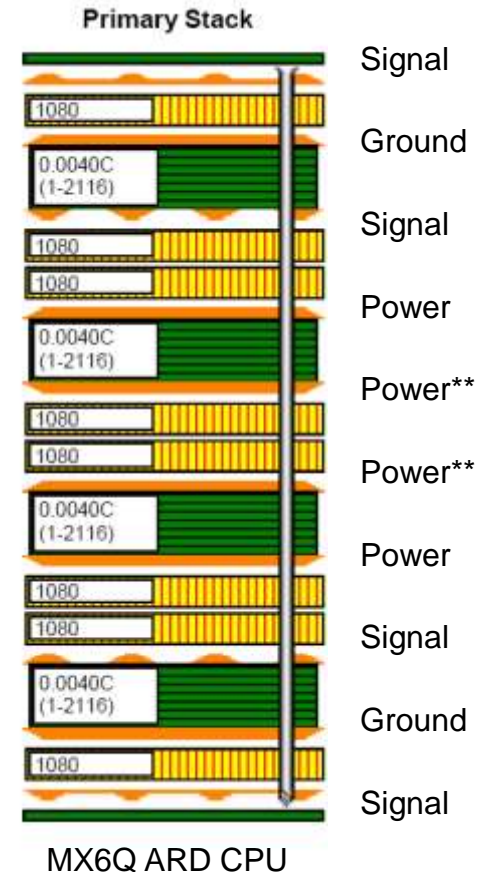 Primary Stack
Signal
1080
Ground
0.0040C
(1-2116)
Signal
1080
1080
Power
0.0040C
(1-2116)
Power**
1080
1080
Power**
0.0040C
(1-2116)
Power
1080
1080
Signal
0.0040C
(1-2116)
Ground
1080
Signal
MX6Q ARD CPU